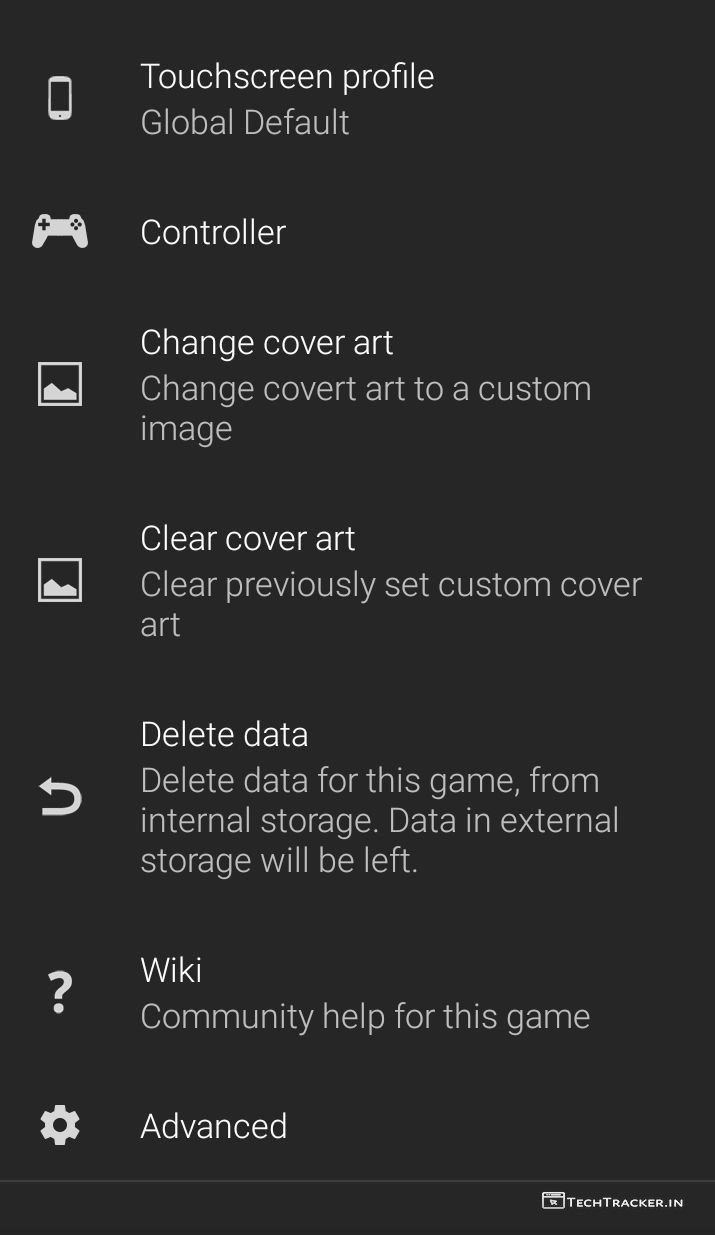 Touchscreen profile
Global Default
Controller
Change cover art
Change covert art to a custom
image
Clear cover art
Clear previously set custom cover
art
Delete data
Delete data for this game, from
internal storage. Data in external
storage will be left.
?
Wiki
Community help for this game
Advanced
TECHTRACKER.IN